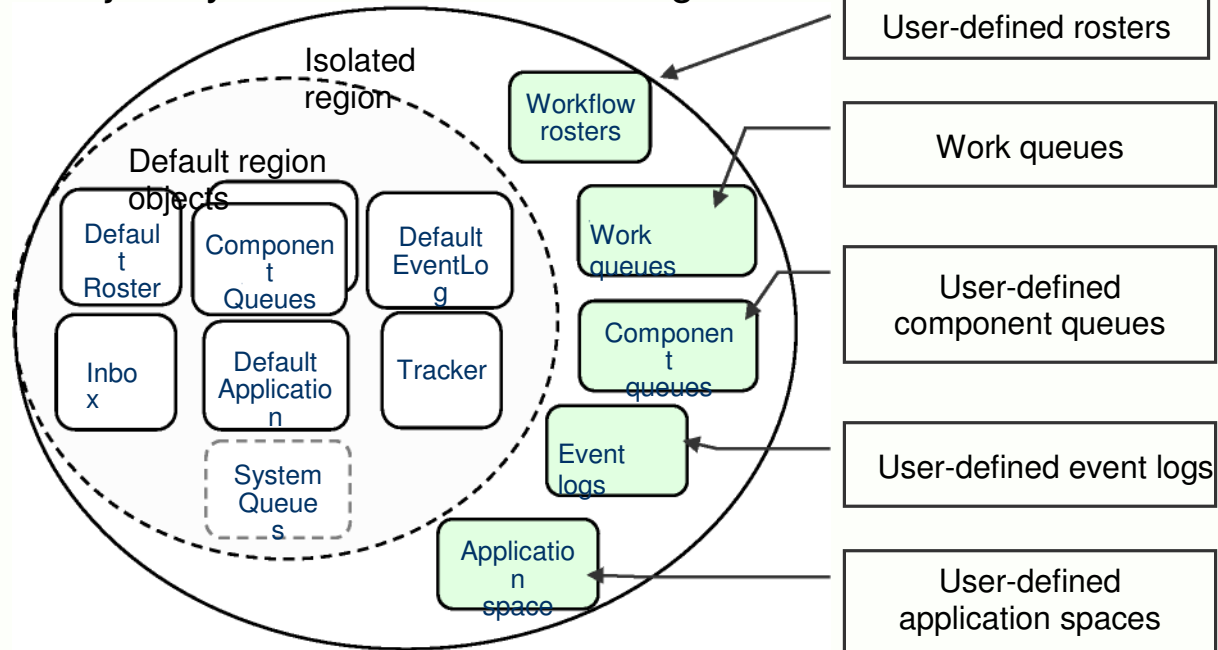 User-defined rosters
Isolated
region
Workflow
rosters
Work queues
Default region
objects
Defaul
t
Roster
Componen
t
Queues
Default
EventLo
g
Work
queues
User-defined
component queues
Componen
t
queues
Inbo
x
Default
Applicatio
n
Tracker
Event
logs
User-defined event logs
System
Queue
s
Applicatio
n
space
User-defined
application spaces